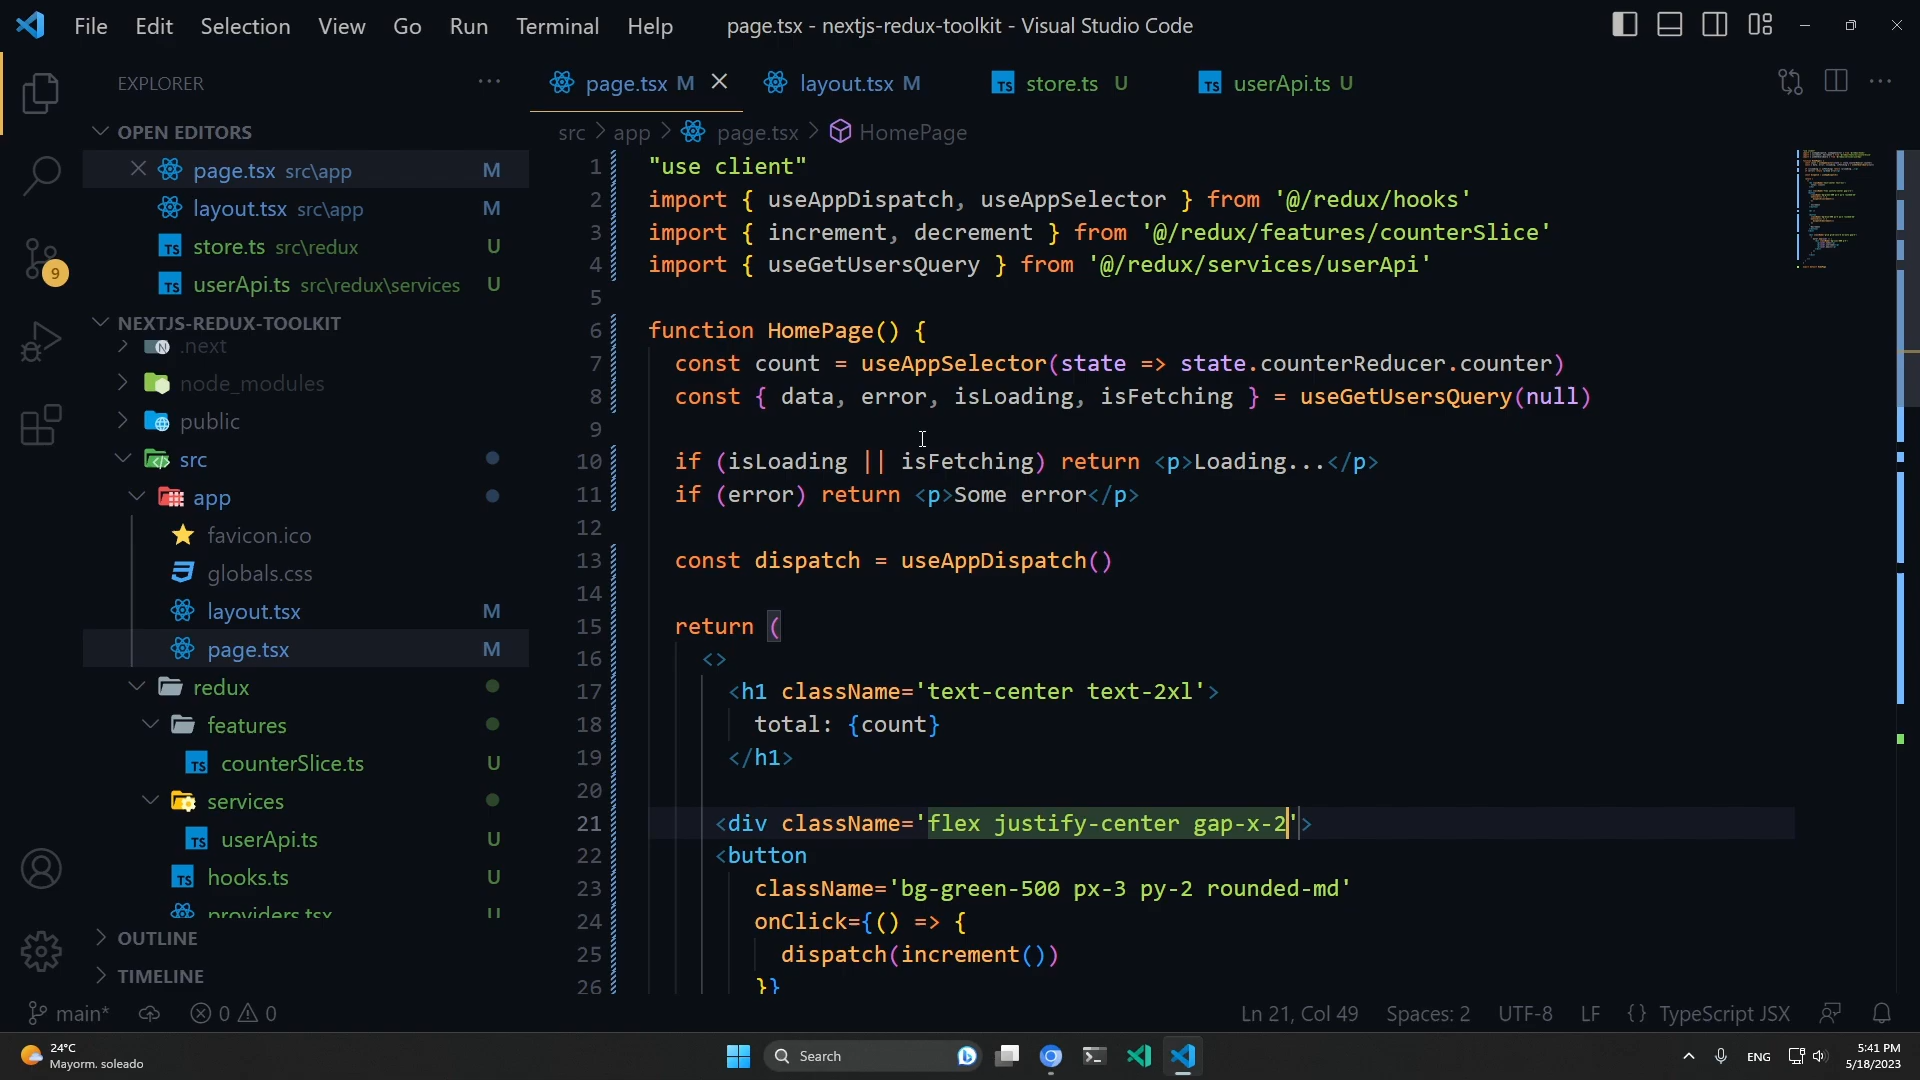 File Edit Selection View Go Run Terminal Help
page.tsx - nextjs-redux-toolkit - Visual Studio Code
EXPLORER
OPEN EDITORS
page.tsx src\app M
layout.tsx src\app M
store.ts src\redux U
userApi.ts src\redux\services U
NEXTJS-REDUX-TOOLKIT
.next
node_modules
public
src
app
favicon.ico
globals.css
layout.tsx M
page.tsx M
redux
features
counterSlice.ts U
services
userApi.ts U
hooks.ts U
providers.tsx U
OUTLINE
TIMELINE
9
page.tsx M layout.tsx M store.ts U userApi.ts U
src > app > page.tsx > HomePage
1 "use client"
2 import { useAppDispatch, useAppSelector } from '@/redux/hooks'
3 import { increment, decrement } from '@/redux/features/counterSlice'
4 import { useGetUsersQuery } from '@/redux/services/userApi'
5
6 function HomePage() {
7 const count = useAppSelector(state => state.counterReducer.counter)
8 const { data, error, isLoading, isFetching } = useGetUsersQuery(null)
9
10 if (isLoading || isFetching) return <p>Loading...</p>
11 if (error) return <p>Some error</p>
12
13 const dispatch = useAppDispatch()
14
15 return (
16 <>
17 <h1 className='text-center text-2xl'>
18 total: {count}
19 </h1>
20
21 <div className='flex justify-center gap-x-2'>
22 <button
23 className='bg-green-500 px-3 py-2 rounded-md'
24 onClick={() => {
25 dispatch(increment())
26 }}
main* 0 0
Ln 21, Col 49 Spaces: 2 UTF-8 LF {} TypeScript JSX
24°C
Mayorm. soleado
Search
ENG
5:41 PM
5/18/2023